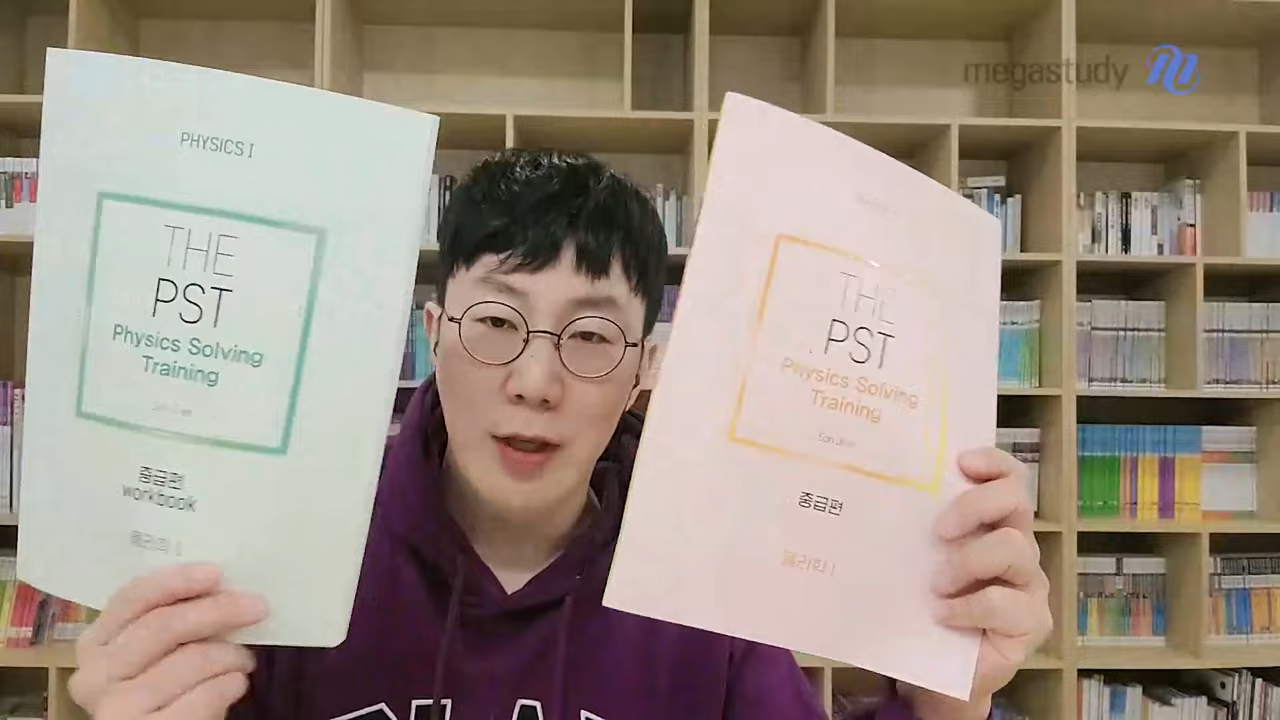 megastudy
PHYSICS I
THE
PST
Physics Solving
Training
중급편
workbook
물리학 I
THE
PST
Physics Solving
Training
중급편
물리학 I